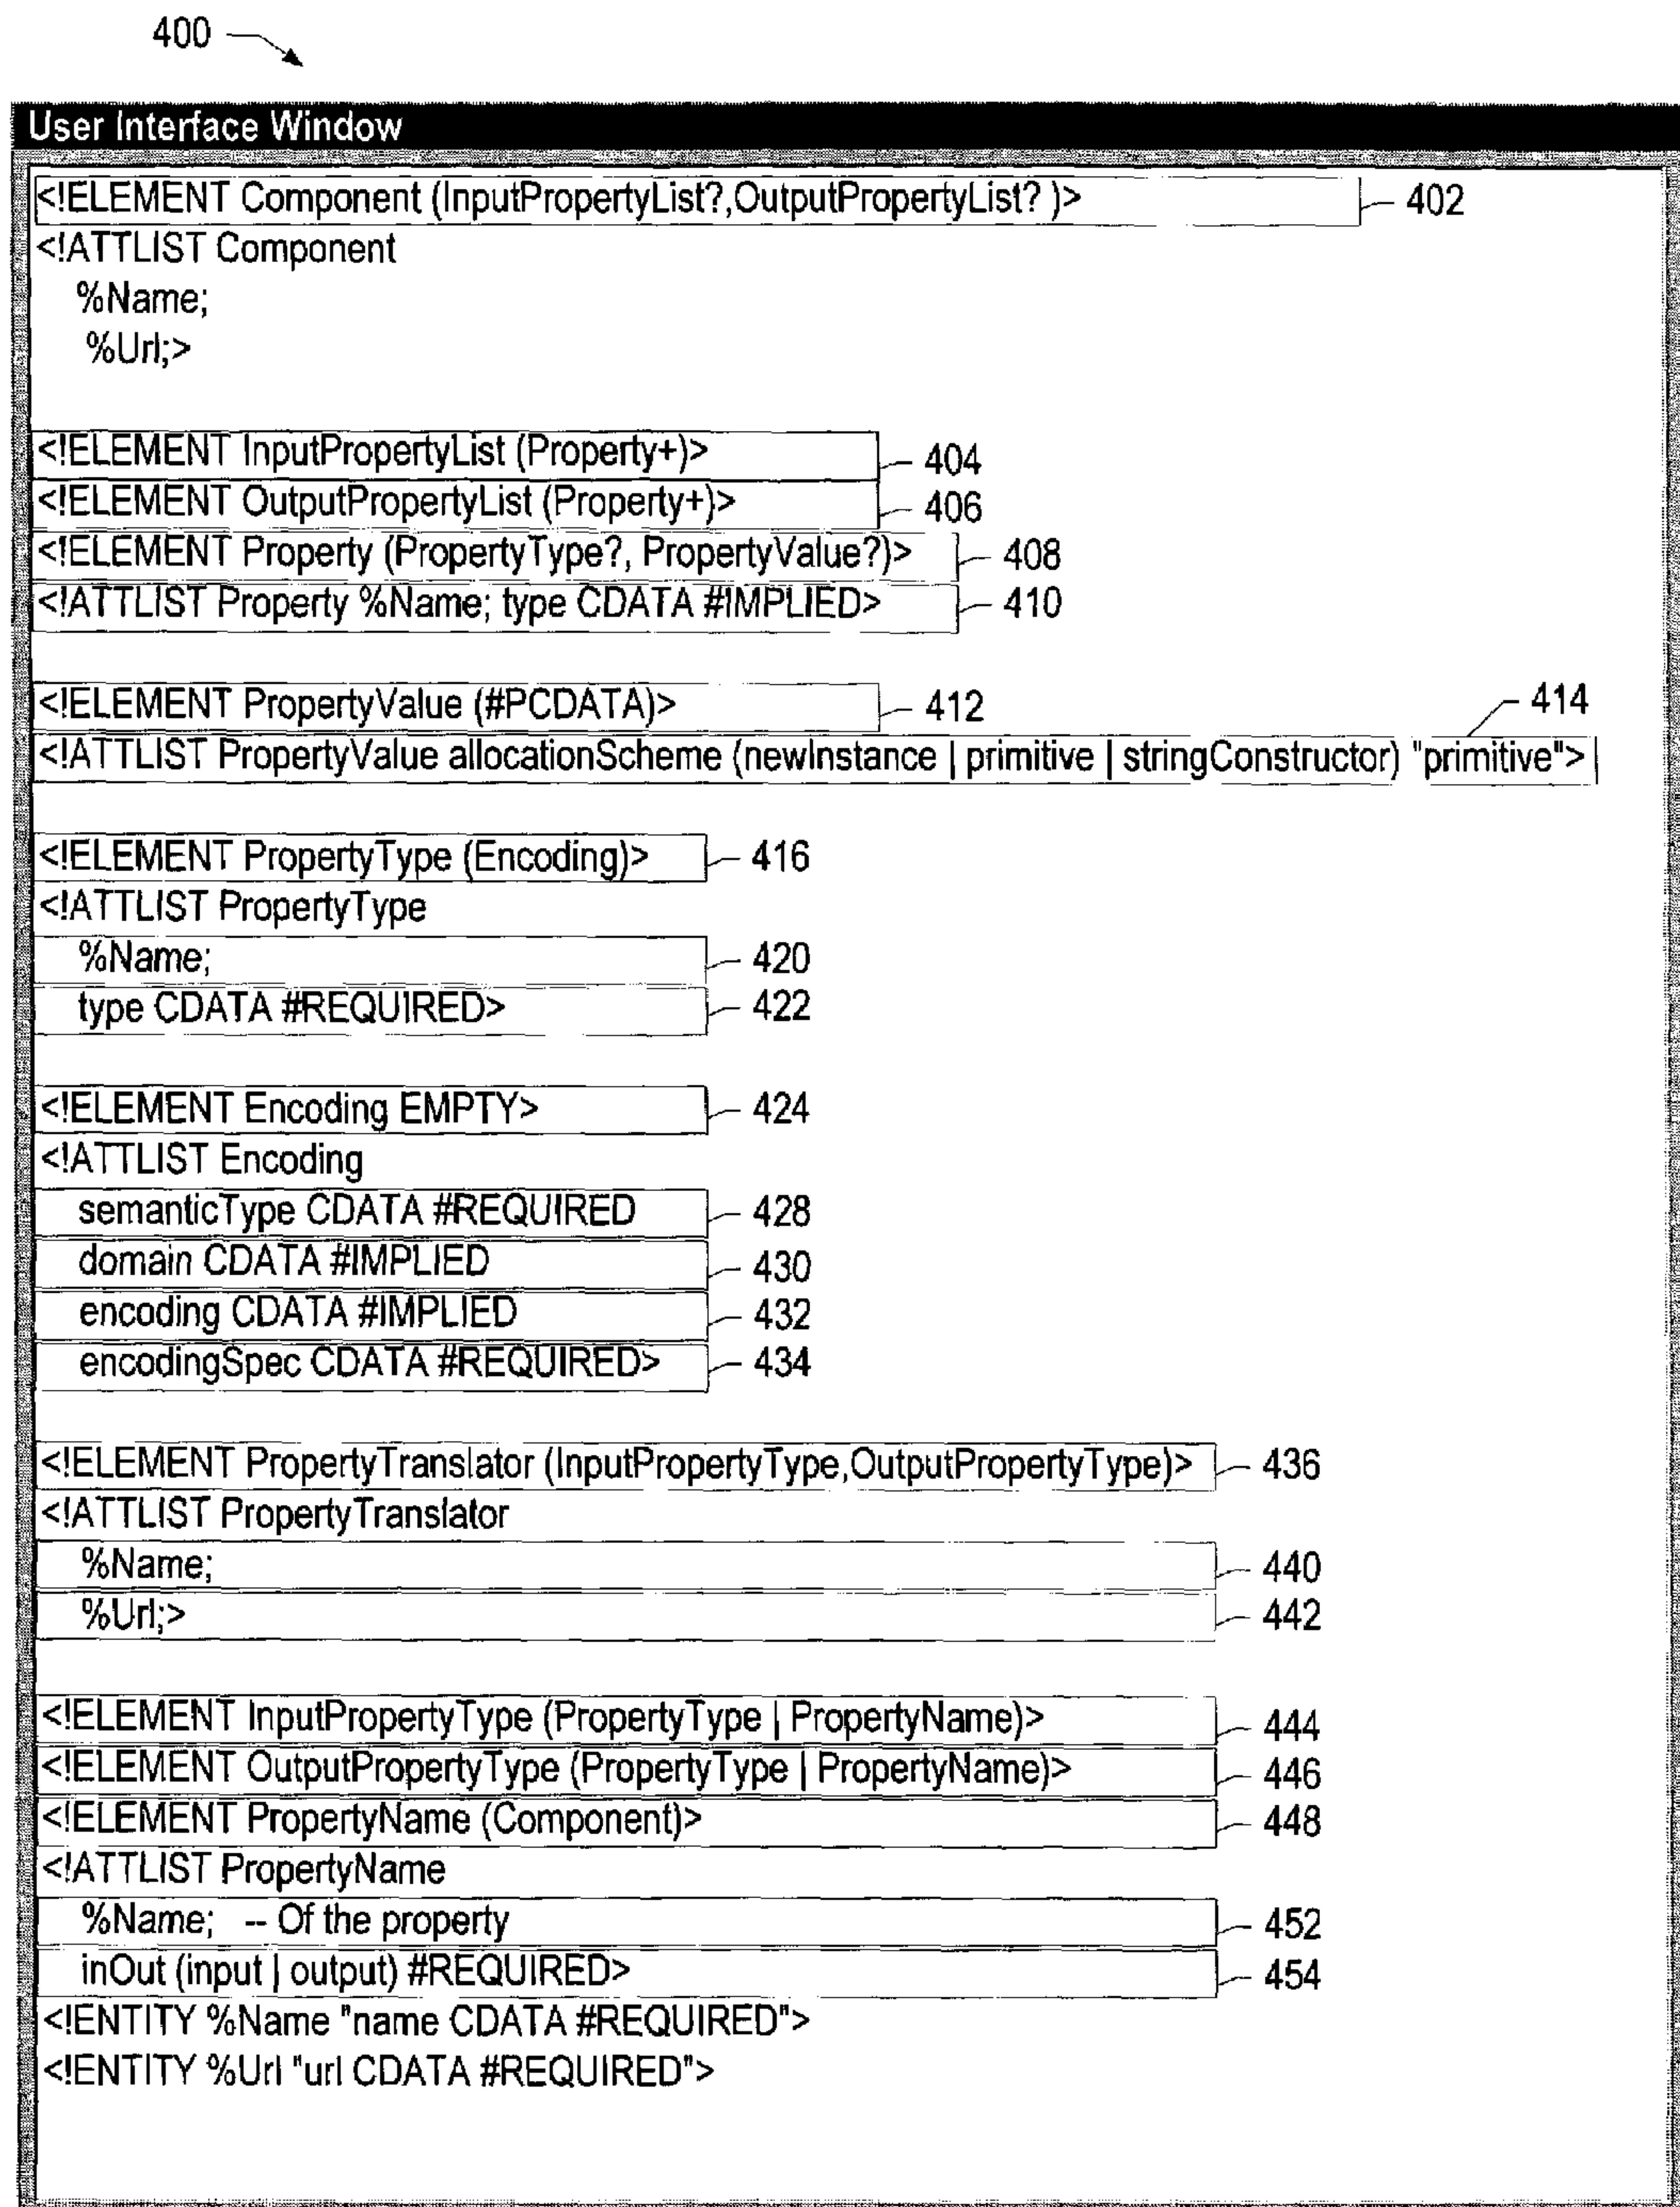 400
User Interface Window
<!ELEMENT Component (InputPropertyList?,OutputPropertyList? )> 402
<!ATTLIST Component
%Name;
%Url;>
<!ELEMENT InputPropertyList (Property+)> 404
<!ELEMENT OutputPropertyList (Property+)> 406
<!ELEMENT Property (PropertyType?, PropertyValue?)> 408
<!ATTLIST Property %Name; type CDATA #IMPLIED> 410
<!ELEMENT PropertyValue (#PCDATA)> 412 414
<!ATTLIST PropertyValue allocationScheme (newInstance | primitive | stringConstructor) "primitive">
<!ELEMENT PropertyType (Encoding)> 416
<!ATTLIST PropertyType
%Name; 420
type CDATA #REQUIRED> 422
<!ELEMENT Encoding EMPTY> 424
<!ATTLIST Encoding
semanticType CDATA #REQUIRED 428
domain CDATA #IMPLIED 430
encoding CDATA #IMPLIED 432
encodingSpec CDATA #REQUIRED> 434
<!ELEMENT PropertyTranslator (InputPropertyType,OutputPropertyType)> 436
<!ATTLIST PropertyTranslator
%Name; 440
%Url;> 442
<!ELEMENT InputPropertyType (PropertyType | PropertyName)> 444
<!ELEMENT OutputPropertyType (PropertyType | PropertyName)> 446
<!ELEMENT PropertyName (Component)> 448
<!ATTLIST PropertyName
%Name; -- Of the property 452
inOut (input | output) #REQUIRED> 454
<!ENTITY %Name "name CDATA #REQUIRED">
<!ENTITY %Url "url CDATA #REQUIRED">